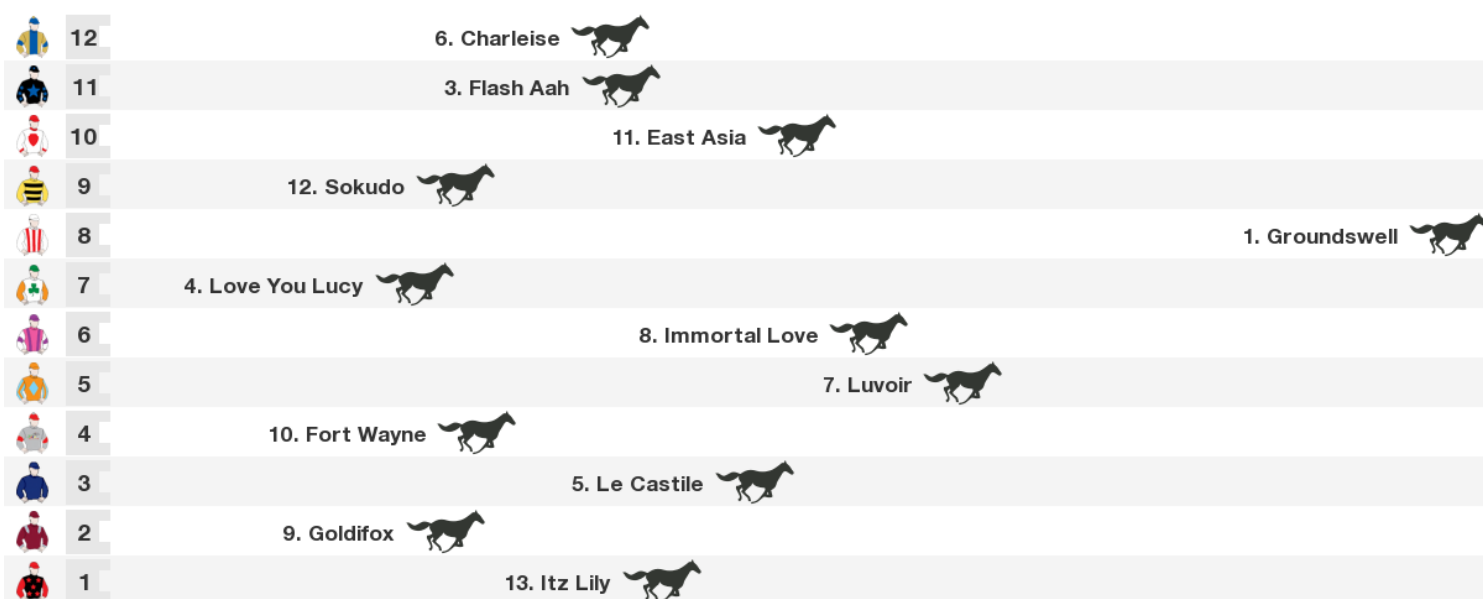 12 6. Charleise
11 3. Flash Aah
10 11. East Asia
9 12. Sokudo
8 1. Groundswell
7 4. Love You Lucy
6 8. Immortal Love
5 7. Luvoir
4 10. Fort Wayne
3 5. Le Castile
2 9. Goldifox
1 13. Itz Lily